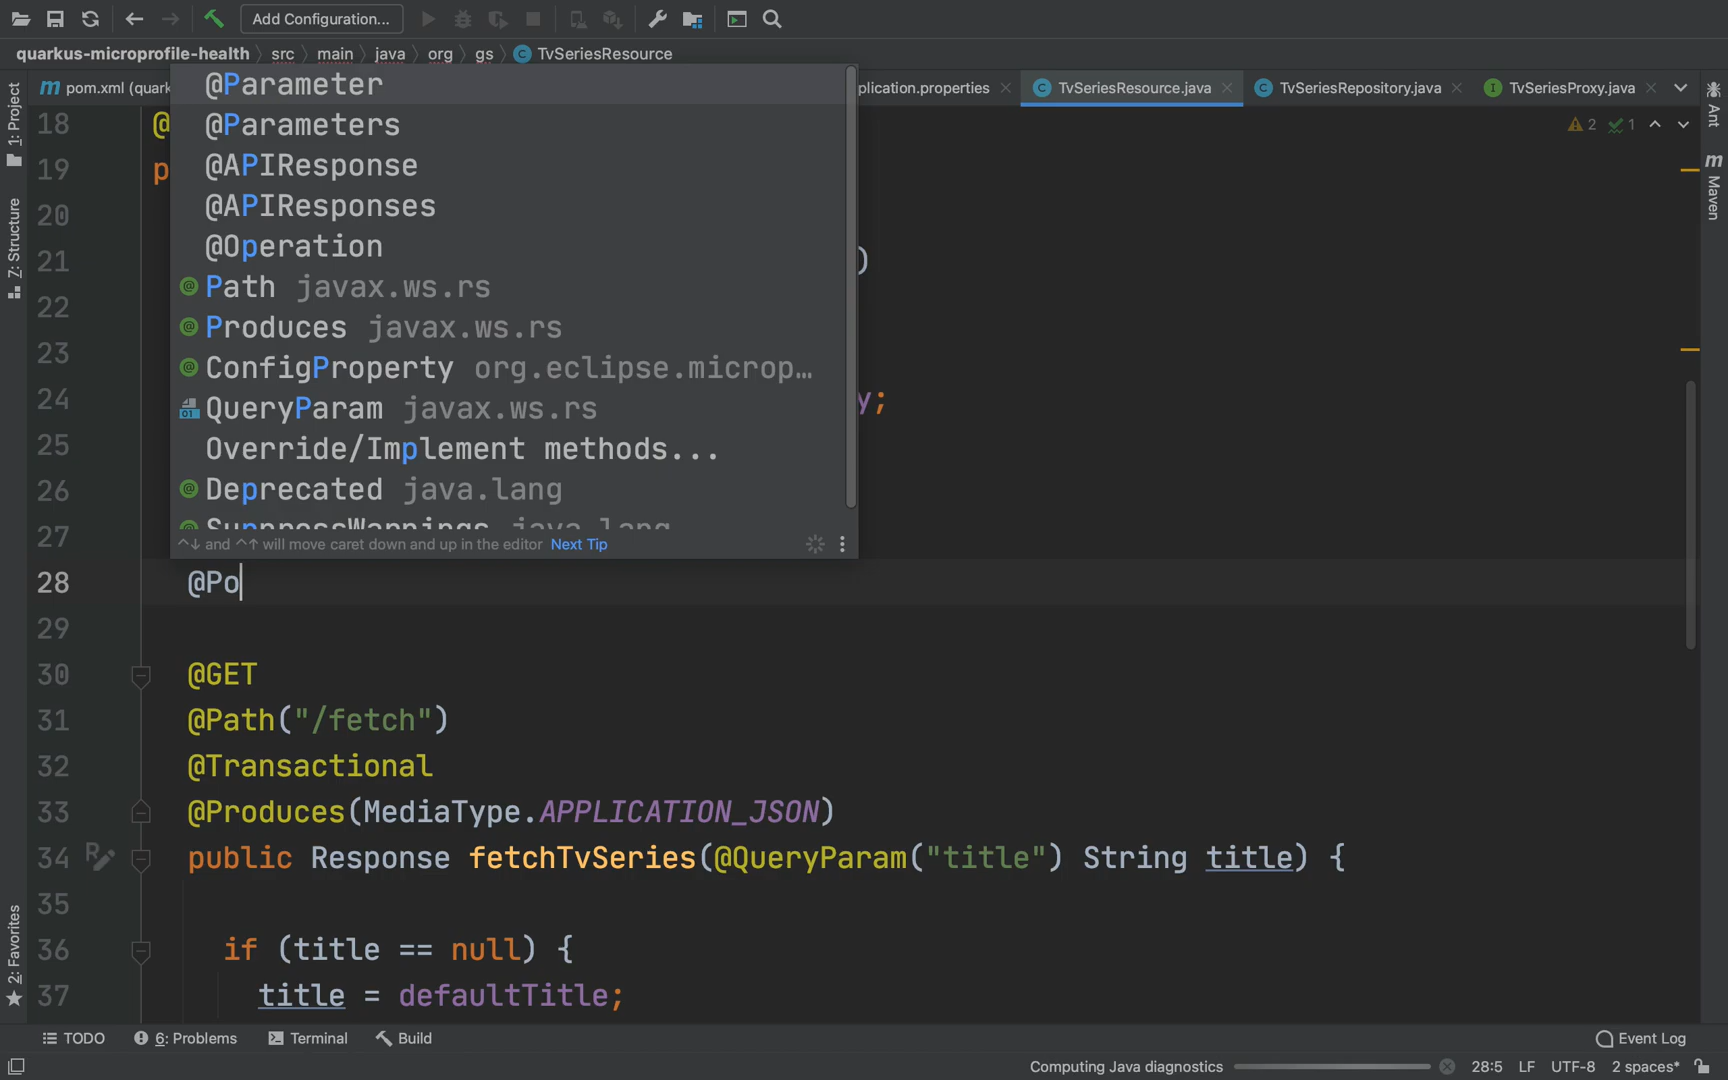 Add Configuration...
quarkus-microprofile-health src main java org gs TvSeriesResource
1: Project
7: Structure
2: Favorites
pom.xml (quark
plication.properties
TvSeriesResource.java
TvSeriesRepository.java
TvSeriesProxy.java
Ant
Maven
2 1
@Parameter
@Parameters
@APIResponse
@APIResponses
@Operation
Path javax.ws.rs
Produces javax.ws.rs
ConfigProperty org.eclipse.microp…
QueryParam javax.ws.rs
Override/Implement methods...
Deprecated java.lang
SuppressWarnings java.lang
^↓ and ^↑ will move caret down and up in the editor Next Tip
18 @
19 p
20
21 )
22
23
24 y;
25
26
27
28 @Po
29
30 @GET
31 @Path("/fetch")
32 @Transactional
33 @Produces(MediaType.APPLICATION_JSON)
34 public Response fetchTvSeries(@QueryParam("title") String title) {
35
36 if (title == null) {
37 title = defaultTitle;
TODO 6: Problems Terminal Build Event Log
Computing Java diagnostics 28:5 LF UTF-8 2 spaces*